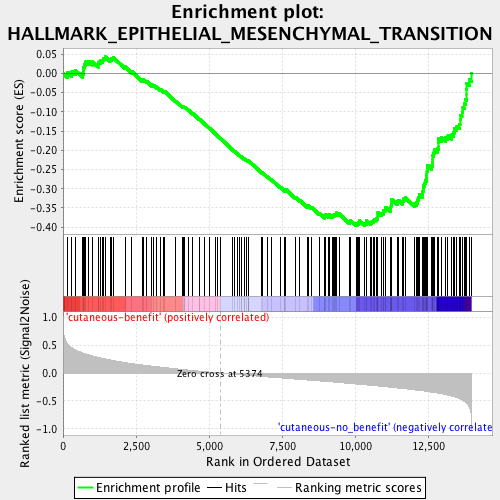 Enrichment plot:
HALLMARK_EPITHELIAL_MESENCHYMAL_TRANSITION
Enrichment score (ES)
0.05
0.00
-0.05
-0.10
-0.15
-0.20
-0.25
-0.30
-0.35
-0.40
Ranked list metric (Signal2Noise)
1.0
0.5
0.0
-0.5
-1.0
'cutaneous-benefit' (positively correlated)
Zero cross at 5374
'cutaneous-no_benefit' (negatively correlate
0
2,500
5,000
7,500
10,000
12,500
Rank in Ordered Dataset
Enrichment profile
Hits
Ranking metric scores